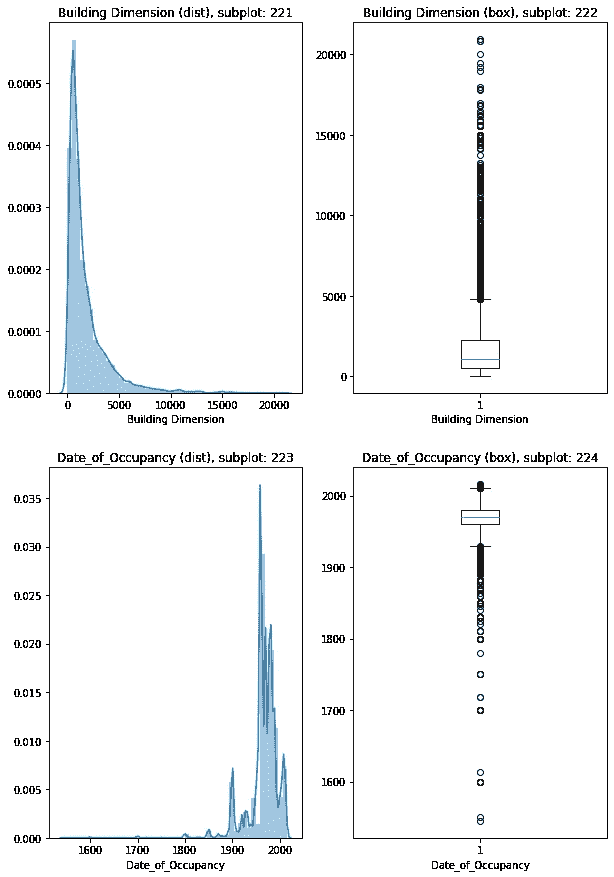 Building Dimension (dist), subplot: 221
0.0005
0.0004
0.0003
0.0002
0.0001
0.0000
0 5000 10000 15000 20000
Building Dimension
Building Dimension (box), subplot: 222
20000
15000
10000
5000
0
1
Building Dimension
Date_of_Occupancy (dist), subplot: 223
0.035
0.030
0.025
0.020
0.015
0.010
0.005
0.000
1600 1700 1800 1900 2000
Date_of_Occupancy
Date_of_Occupancy (box), subplot: 224
2000
1900
1800
1700
1600
1
Date_of_Occupancy